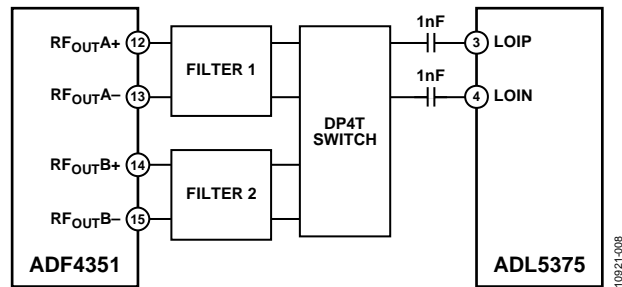 RFOUTA+ 12
RFOUTA– 13
RFOUTB+ 14
RFOUTB– 15
ADF4351
FILTER 1
FILTER 2
DP4T
SWITCH
1nF
1nF
3 LOIP
4 LOIN
ADL5375
10921-008